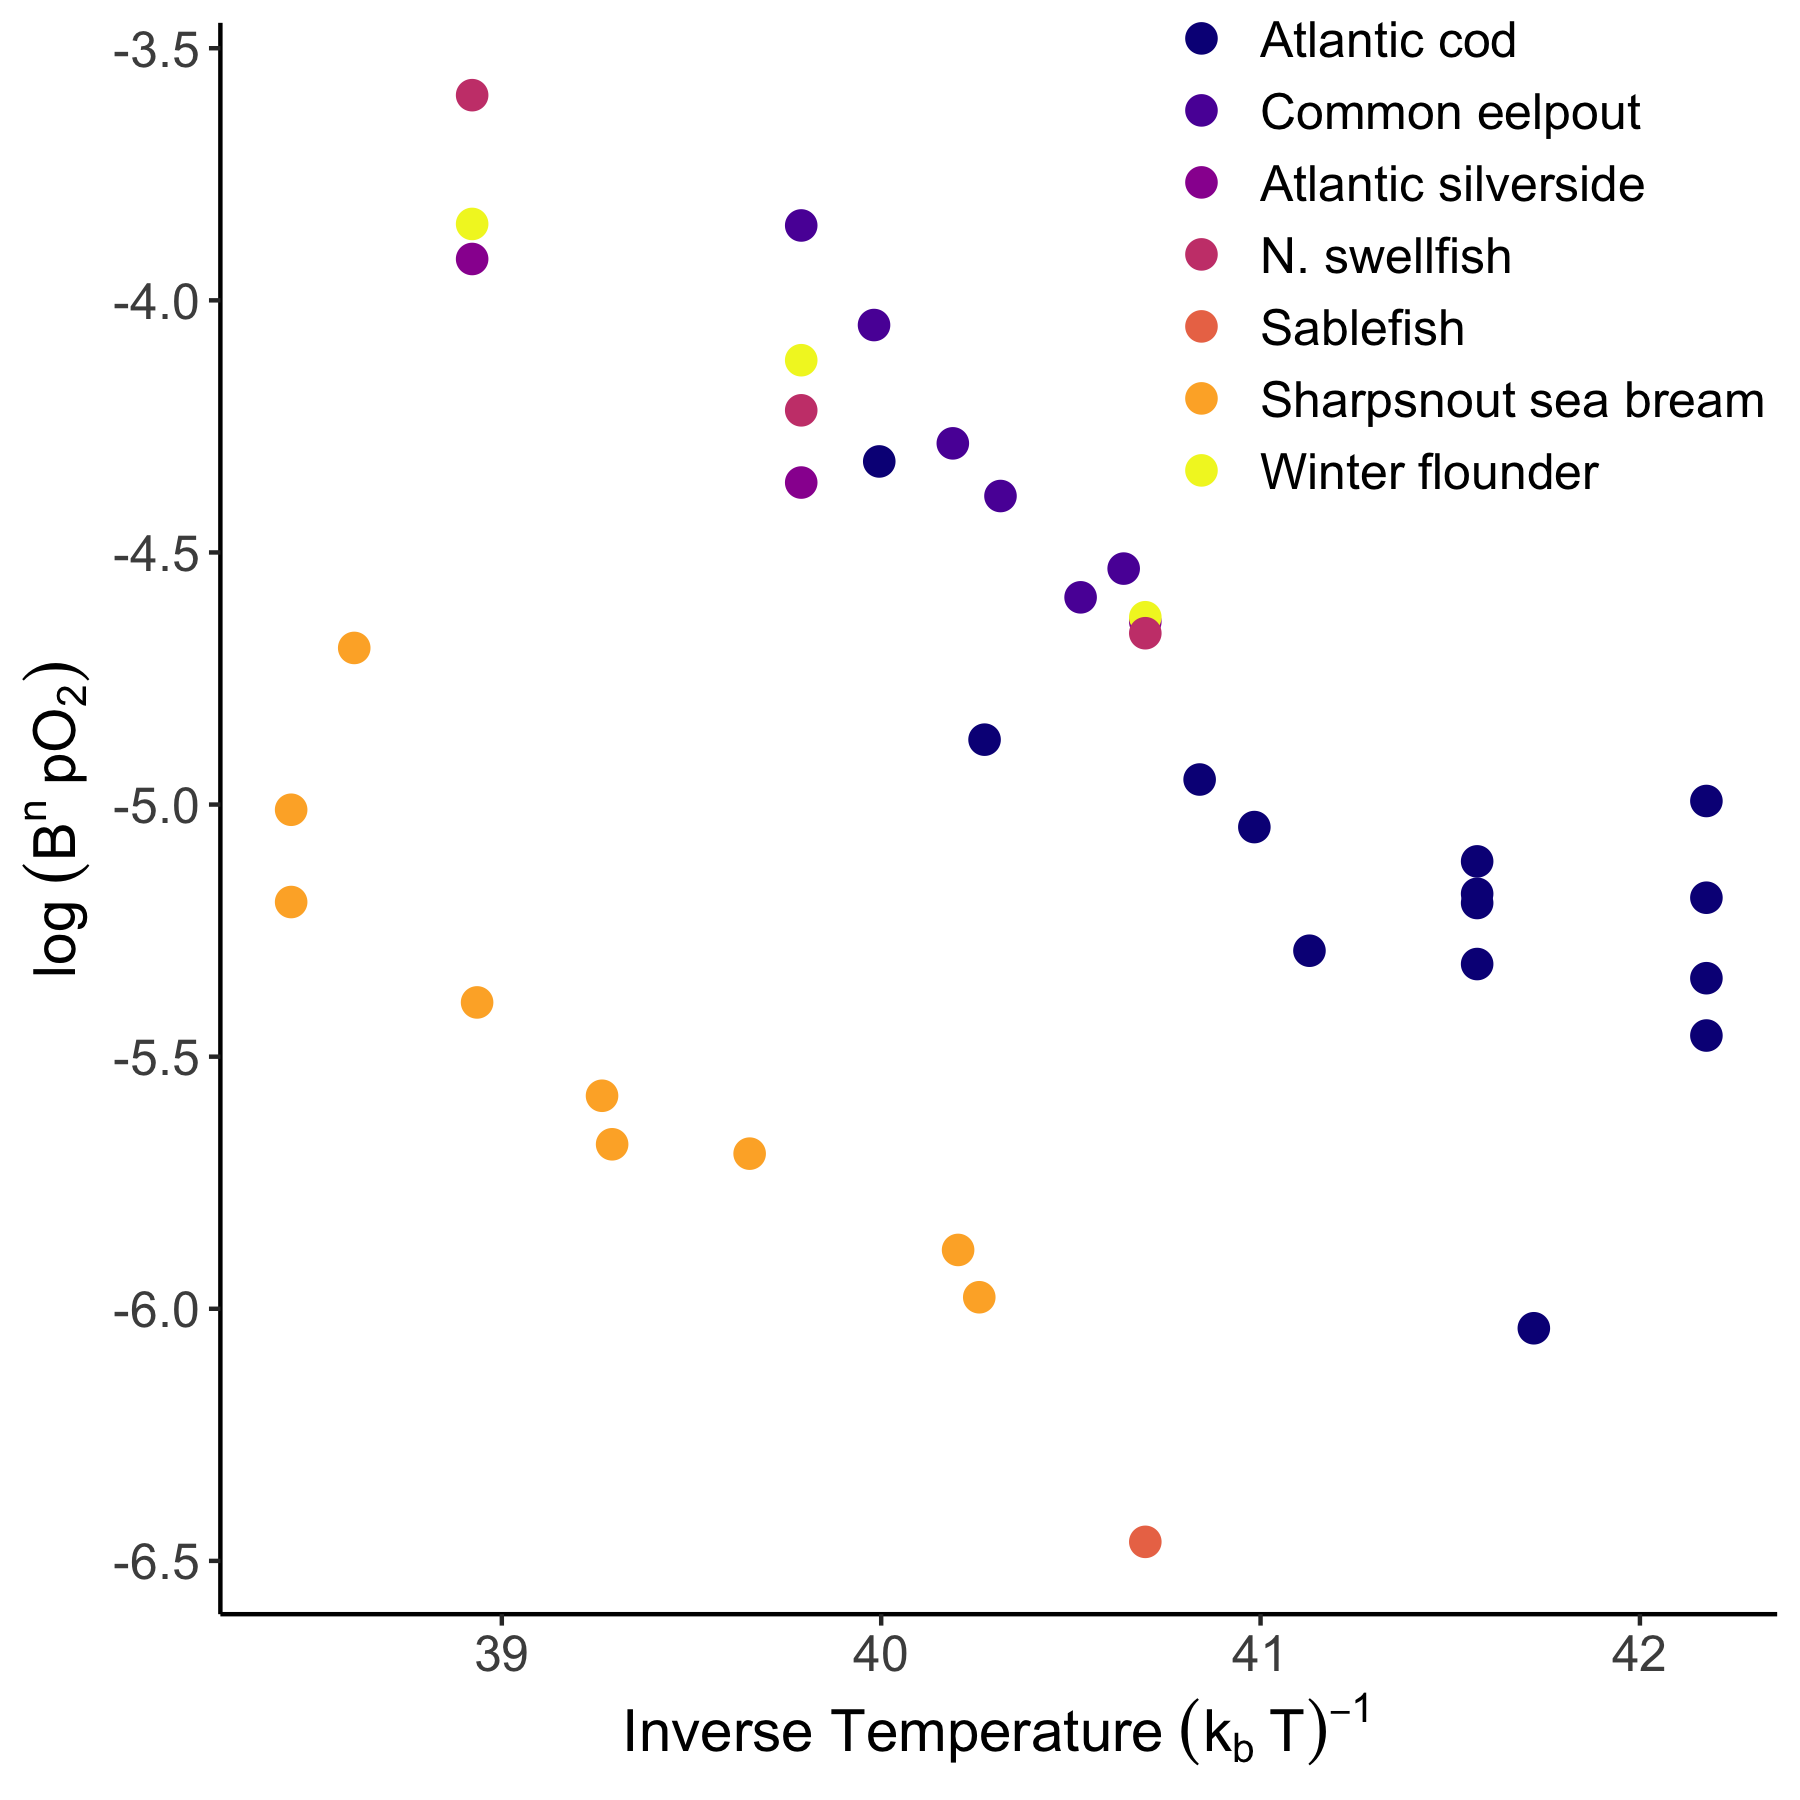 Atlantic cod
Common eelpout
Atlantic silverside
N. swellfish
Sablefish
Sharpsnout sea bream
Winter flounder
-3.5
-4.0
-4.5
-5.0
-5.5
-6.0
-6.5
log (Bⁿ pO₂)
39 40 41 42
Inverse Temperature (k_b T)⁻¹